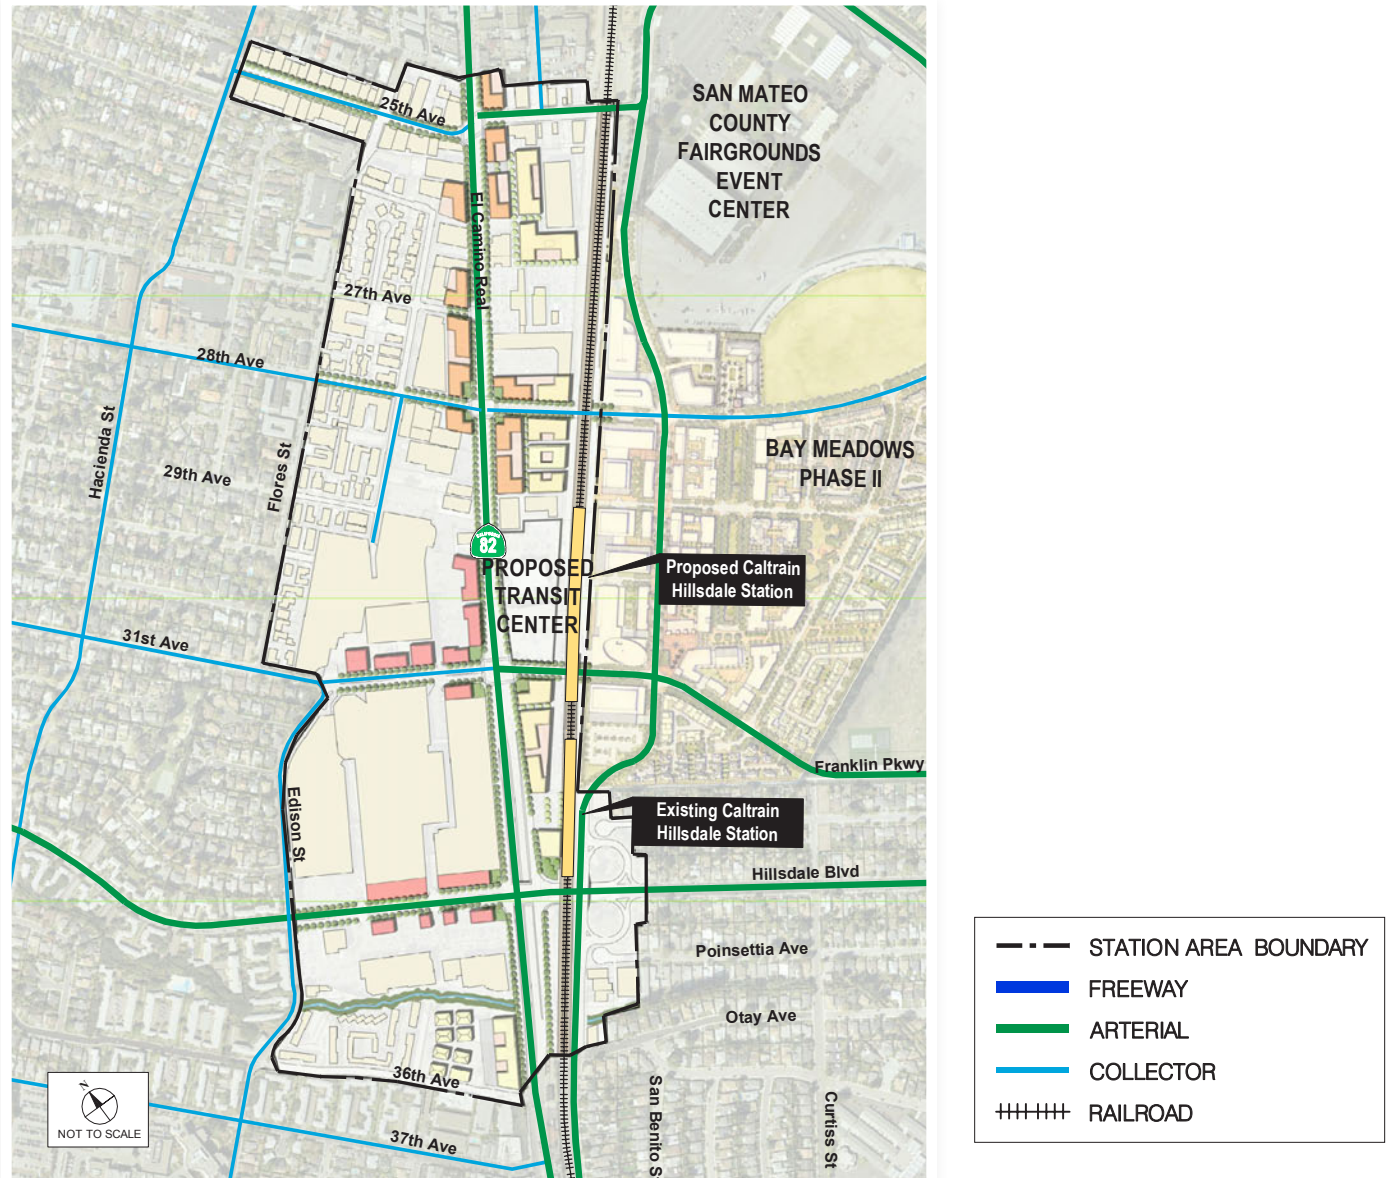 SAN MATEO
COUNTY
FAIRGROUNDS
EVENT
CENTER
25th Ave
El Camino Real
27th Ave
28th Ave
Hacienda St
29th Ave
Flores St
BAY MEADOWS
PHASE II
CALIFORNIA
82
PROPOSED
TRANSIT
CENTER
Proposed Caltrain
Hillsdale Station
31st Ave
Franklin Pkwy
Edison St
Existing Caltrain
Hillsdale Station
Hillsdale Blvd
Poinsettia Ave
Otay Ave
36th Ave
37th Ave
San Benito S
Curtiss St
N
NOT TO SCALE
STATION AREA BOUNDARY
FREEWAY
ARTERIAL
COLLECTOR
RAILROAD